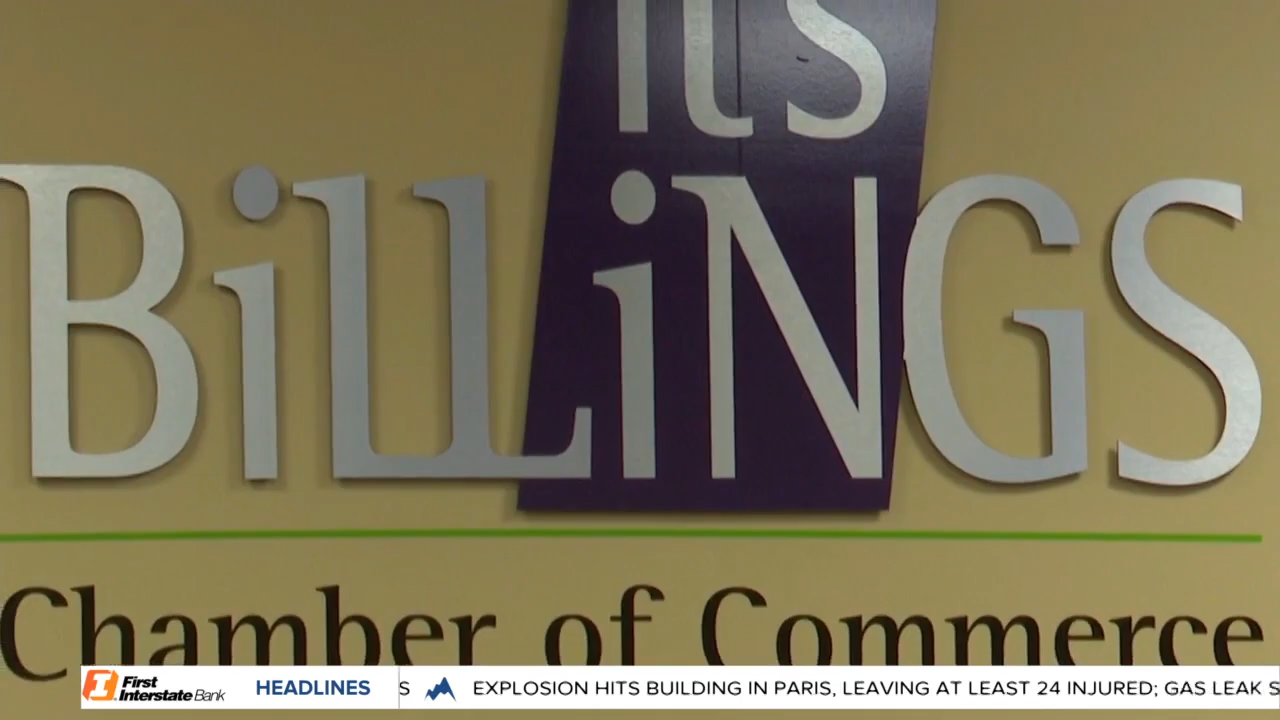 its
BiLLiNGS
Chamber of Commerce
First
Interstate Bank
HEADLINES
S
EXPLOSION HITS BUILDING IN PARIS, LEAVING AT LEAST 24 INJURED; GAS LEAK S